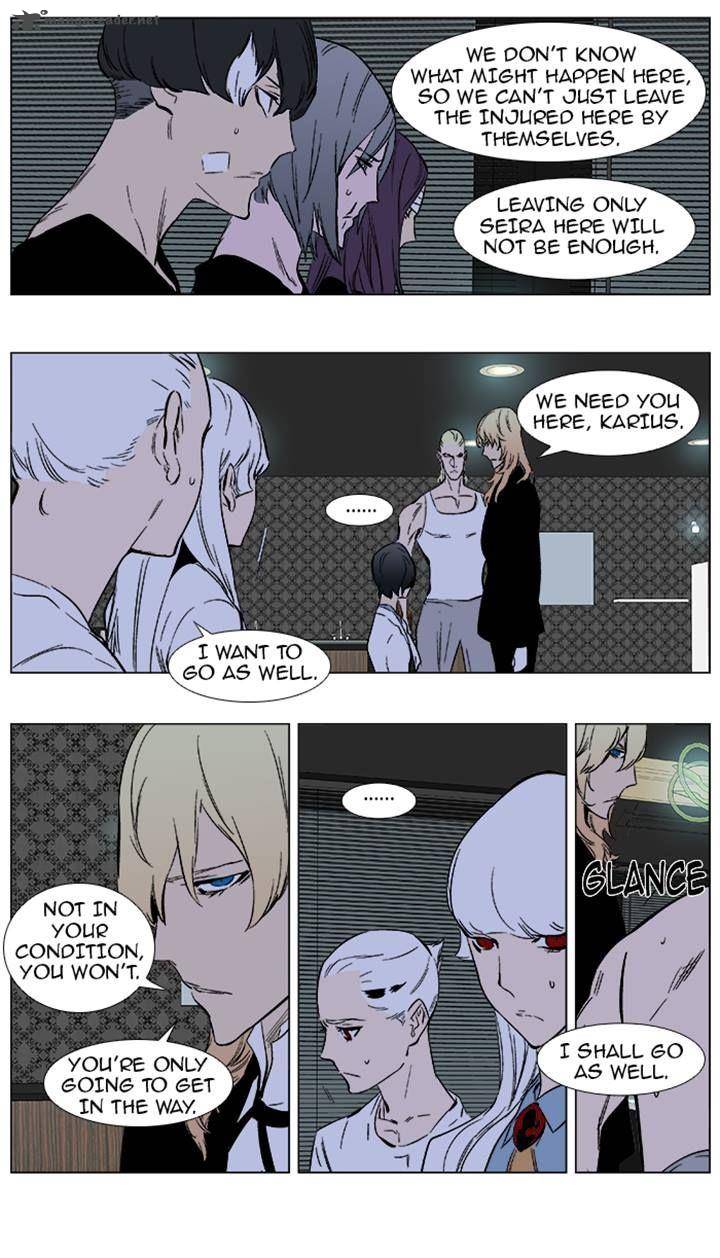 mangareader.net
WE DON'T KNOW
WHAT MIGHT HAPPEN HERE,
SO WE CAN'T JUST LEAVE
THE INJURED HERE BY
THEMSELVES.
LEAVING ONLY
SEIRA HERE WILL
NOT BE ENOUGH.
WE NEED YOU
HERE, KARIUS.
......
I WANT TO
GO AS WELL.
NOT IN
YOUR
CONDITION,
YOU WON'T.
YOU'RE ONLY
GOING TO GET
IN THE WAY.
......
GLANCE
I SHALL GO
AS WELL.